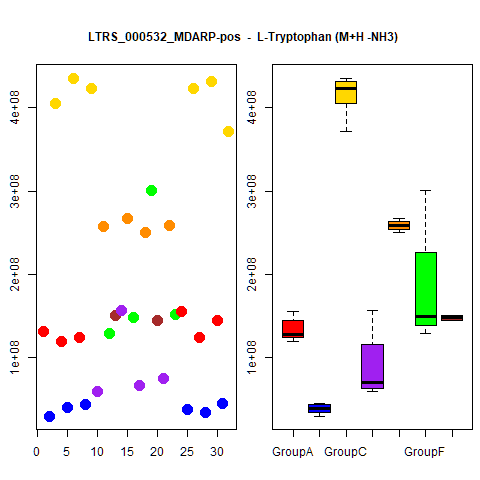 LTRS_000532_MDARP-pos - L-Tryptophan (M+H -NH3)
1e+08 2e+08 3e+08 4e+08
0 5 10 15 20 25 30
1e+08 2e+08 3e+08 4e+08
GroupA GroupC GroupF